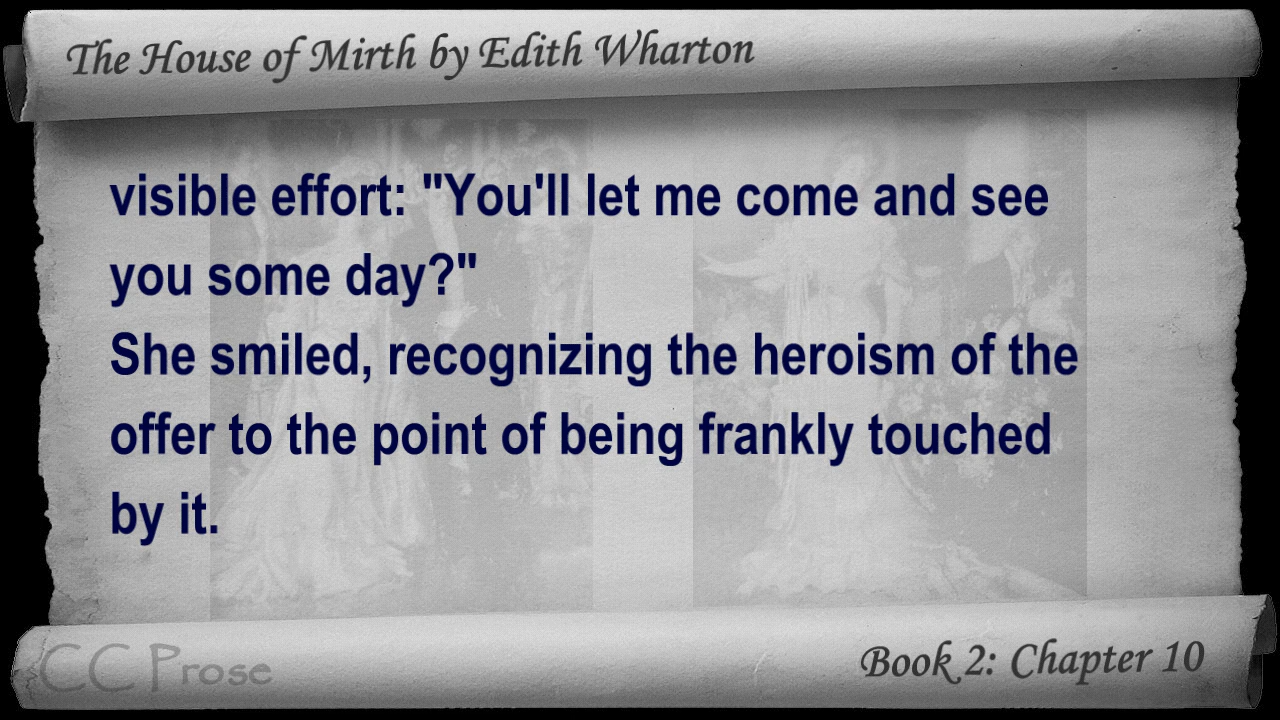 The House of Mirth by Edith Wharton
visible effort: "You'll let me come and see
you some day?"
She smiled, recognizing the heroism of the
offer to the point of being frankly touched
by it.
CC Prose
Book 2: Chapter 10